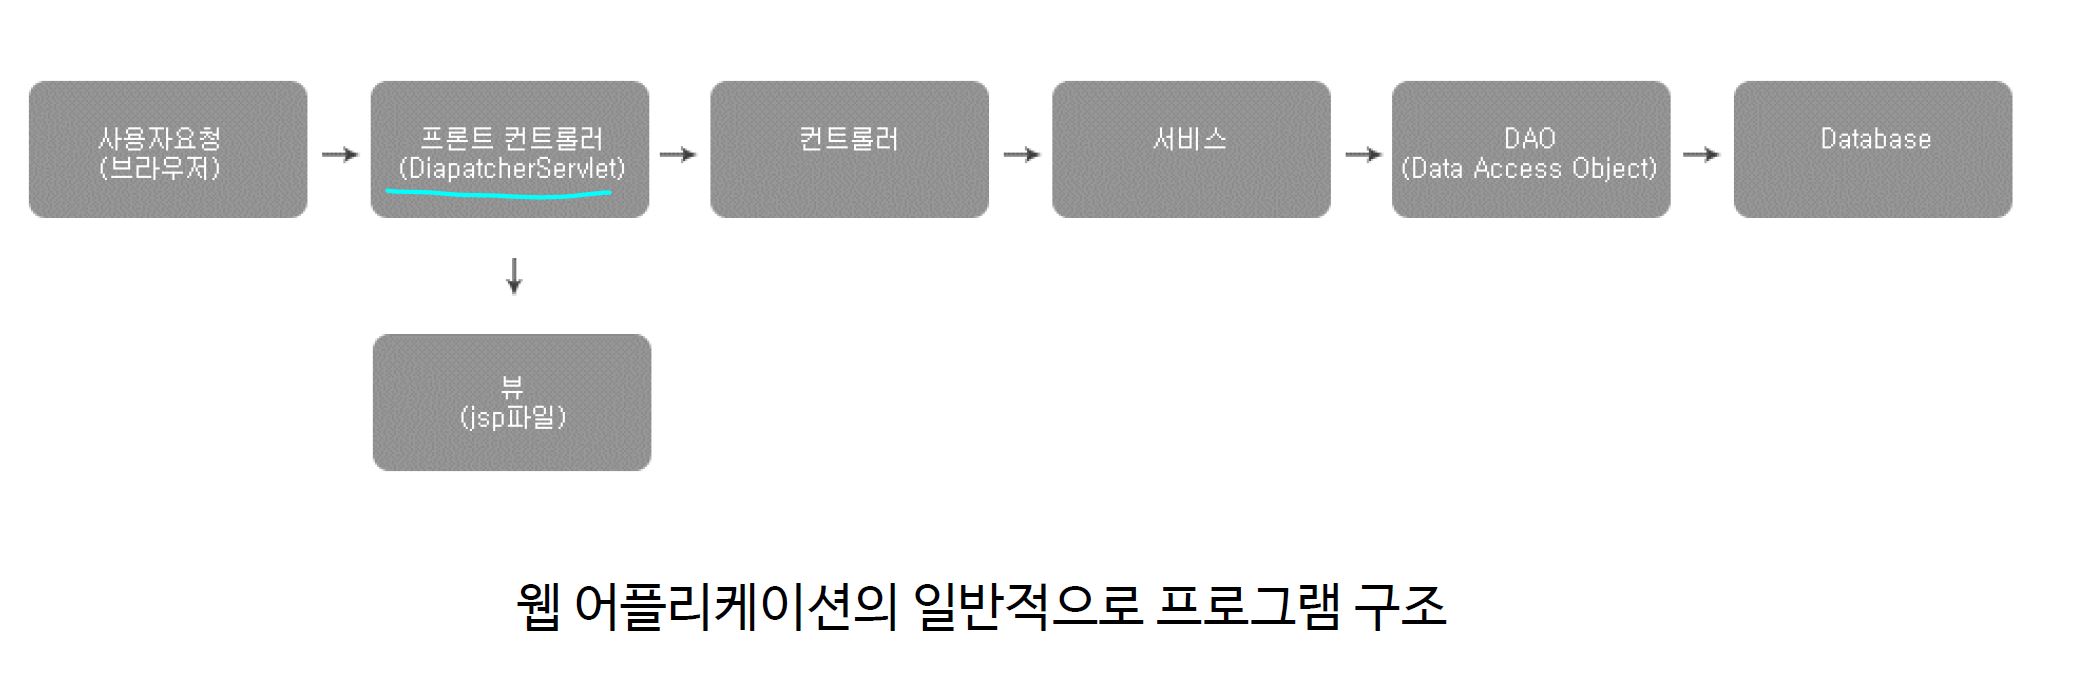 사용자요청
(브라우저)
프론트 컨트롤러
(DiapatcherServlet)
컨트롤러
서비스
DAO
(Data Access Object)
Database
뷰
(jsp파일)
웹 어플리케이션의 일반적으로 프로그램 구조